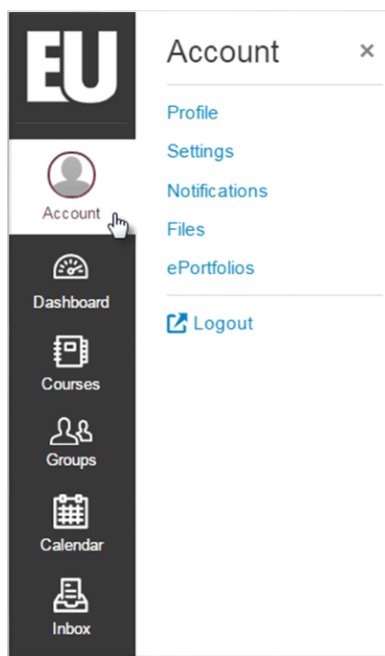 EU
Account
Dashboard
Courses
Groups
Calendar
Inbox
Account ×
Profile
Settings
Notifications
Files
ePortfolios
Logout